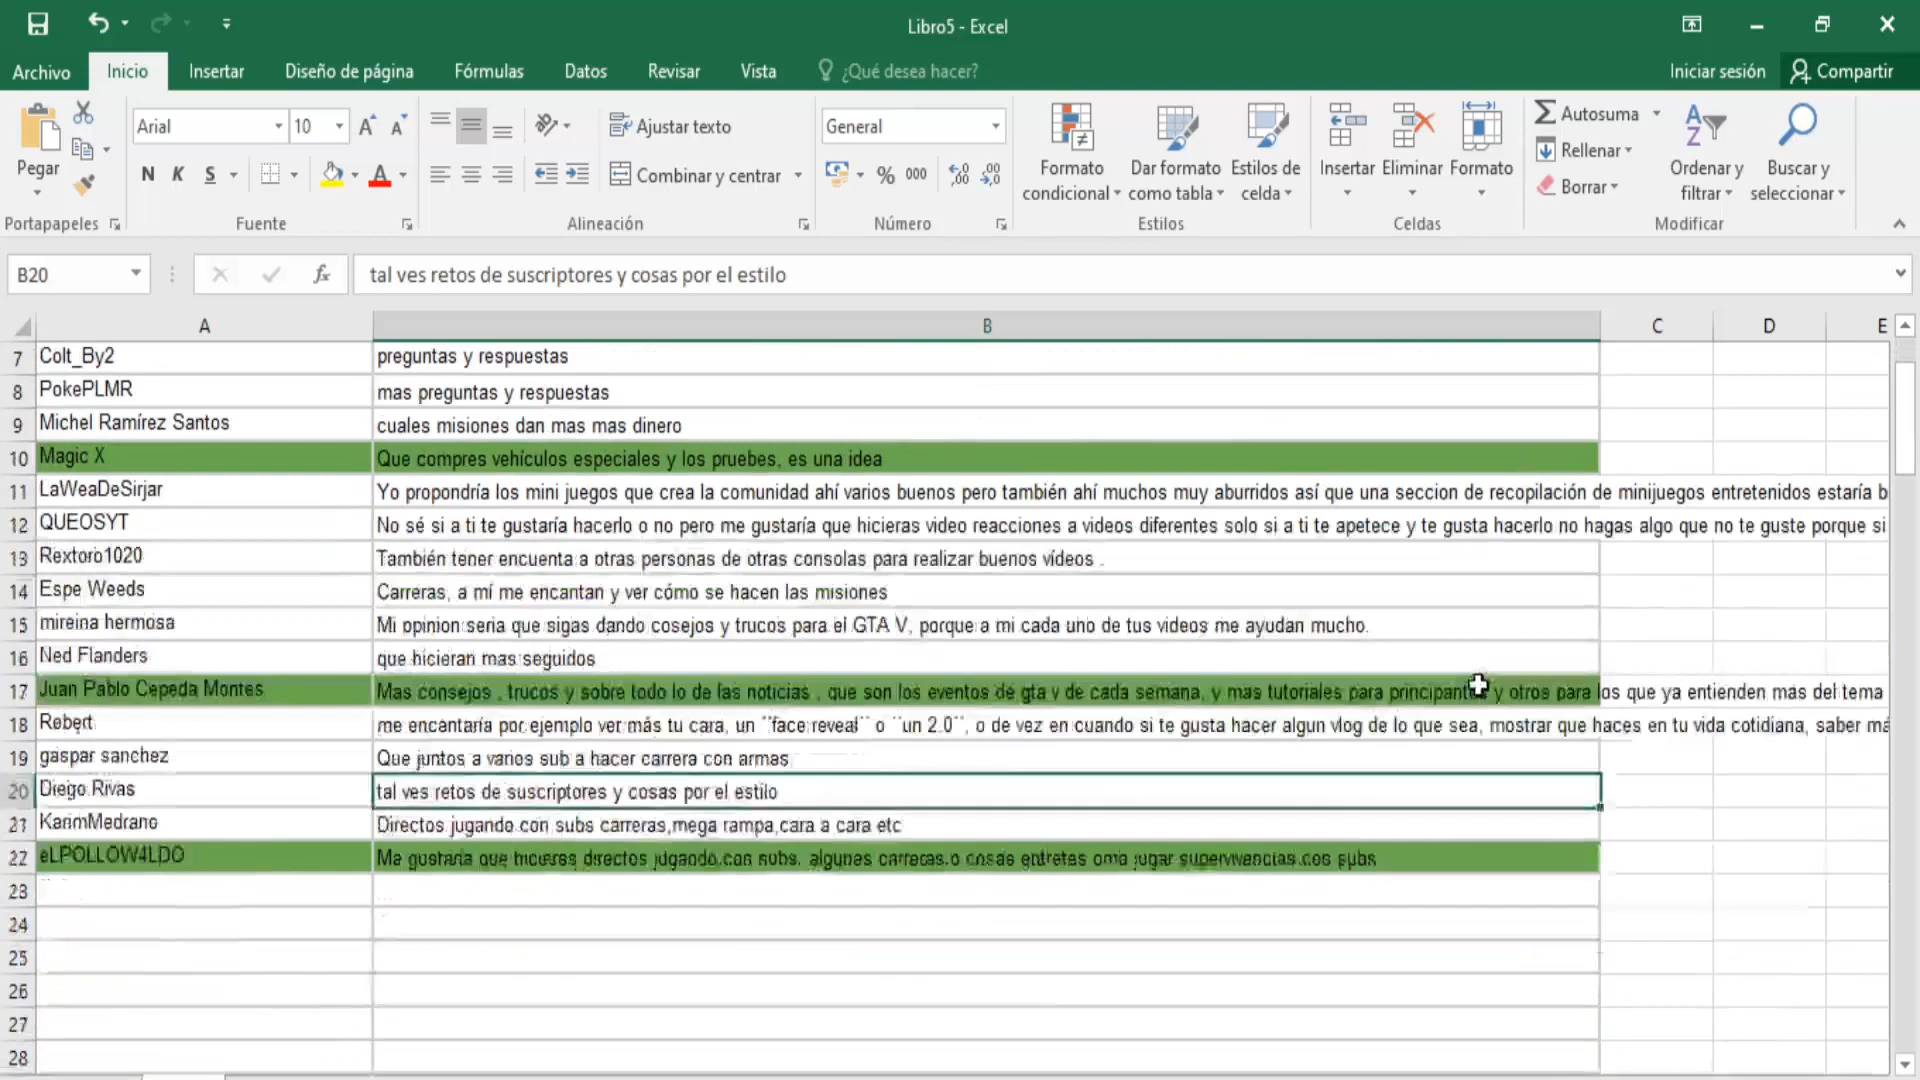 Libro5 - Excel
Archivo Inicio Insertar Diseño de página Fórmulas Datos Revisar Vista ¿Qué desea hacer? Iniciar sesión Compartir
Pegar
Portapapeles
Arial 10
N K S
Fuente
Ajustar texto
Combinar y centrar
Alineación
General
% 000
Número
Formato condicional
Dar formato como tabla
Estilos de celda
Estilos
Insertar Eliminar Formato
Celdas
Autosuma
Rellenar
Borrar
Ordenar y filtrar
Buscar y seleccionar
Modificar
B20 fx tal ves retos de suscriptores y cosas por el estilo
A B C D E
7 Colt_By2 preguntas y respuestas
8 PokePLMR mas preguntas y respuestas
9 Michel Ramírez Santos cuales misiones dan mas mas dinero
10 Magic X Que compres vehículos especiales y los pruebes, es una idea
11 LaWeaDeSirjar Yo propondría los mini juegos que crea la comunidad ahí varios buenos pero también ahí muchos muy aburridos así que una seccion de recopilación de minijuegos entretenidos estaría b
12 QUEOSYT No sé si a ti te gustaría hacerlo o no pero me gustaría que hicieras video reacciones a videos diferentes solo si a ti te apetece y te gusta hacerlo no hagas algo que no te guste porque si
13 Rextoro1020 También tener encuenta a otras personas de otras consolas para realizar buenos vídeos .
14 Espe Weeds Carreras, a mí me encantan y ver cómo se hacen las misiones
15 mireina hermosa Mi opnion seria que sigas dando cosejos y trucos para el GTA V, porque a mi cada uno de tus videos me ayudan mucho.
16 Ned Flanders que hicieran mas seguidos
17 Juan Pablo Cepeda Montes Mas consejos , trucos y sobre todo lo de las noticias , que son los eventos de gta v de cada semana, y mas tutoriales para principantes y otros para los que ya entienden mas del tema
18 Robert me encantaría por ejemplo ver más tu cara, un ¨face reveal¨ o ¨un 2.0¨, o de vez en cuando si te gusta hacer algun vlog de lo que sea, mostrar que haces en tu vida cotidiana, saber má
19 gaspar sanchez Que juntos a varios sub a hacer carrera con armas
20 Diego Rivas tal ves retos de suscriptores y cosas por el estilo
21 KarimMedrano Directos jugando con subs carreras,mega rampa,cara a cara etc
22 eLPOLLOW4LDO Me gustaria que hicieras directos jugando con subs, algunas carreras o cosas jugar supervivencias con subs
23
24
25
26
27
28